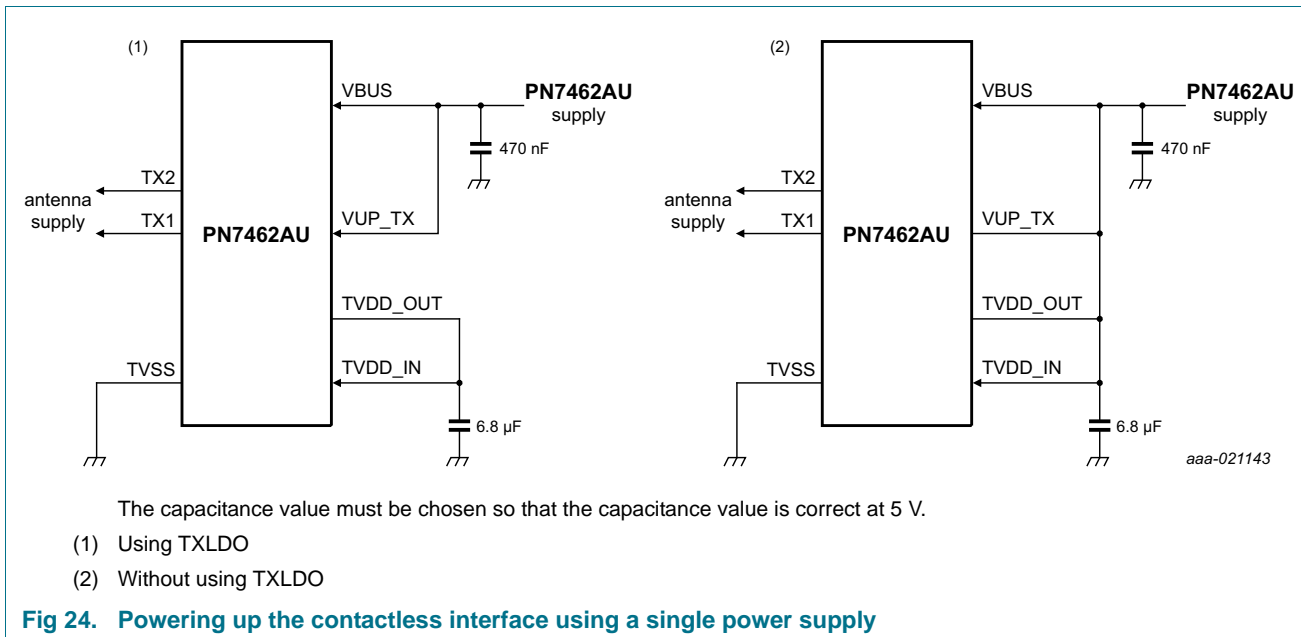 (1)
VBUS
PN7462AU
supply
470 nF
TX2
antenna
supply
TX1
PN7462AU
VUP_TX
TVDD_OUT
TVSS
TVDD_IN
6.8 µF
(2)
VBUS
PN7462AU
supply
470 nF
TX2
antenna
supply
TX1
PN7462AU
VUP_TX
TVDD_OUT
TVSS
TVDD_IN
6.8 µF
aaa-021143
The capacitance value must be chosen so that the capacitance value is correct at 5 V.
(1) Using TXLDO
(2) Without using TXLDO
Fig 24. Powering up the contactless interface using a single power supply